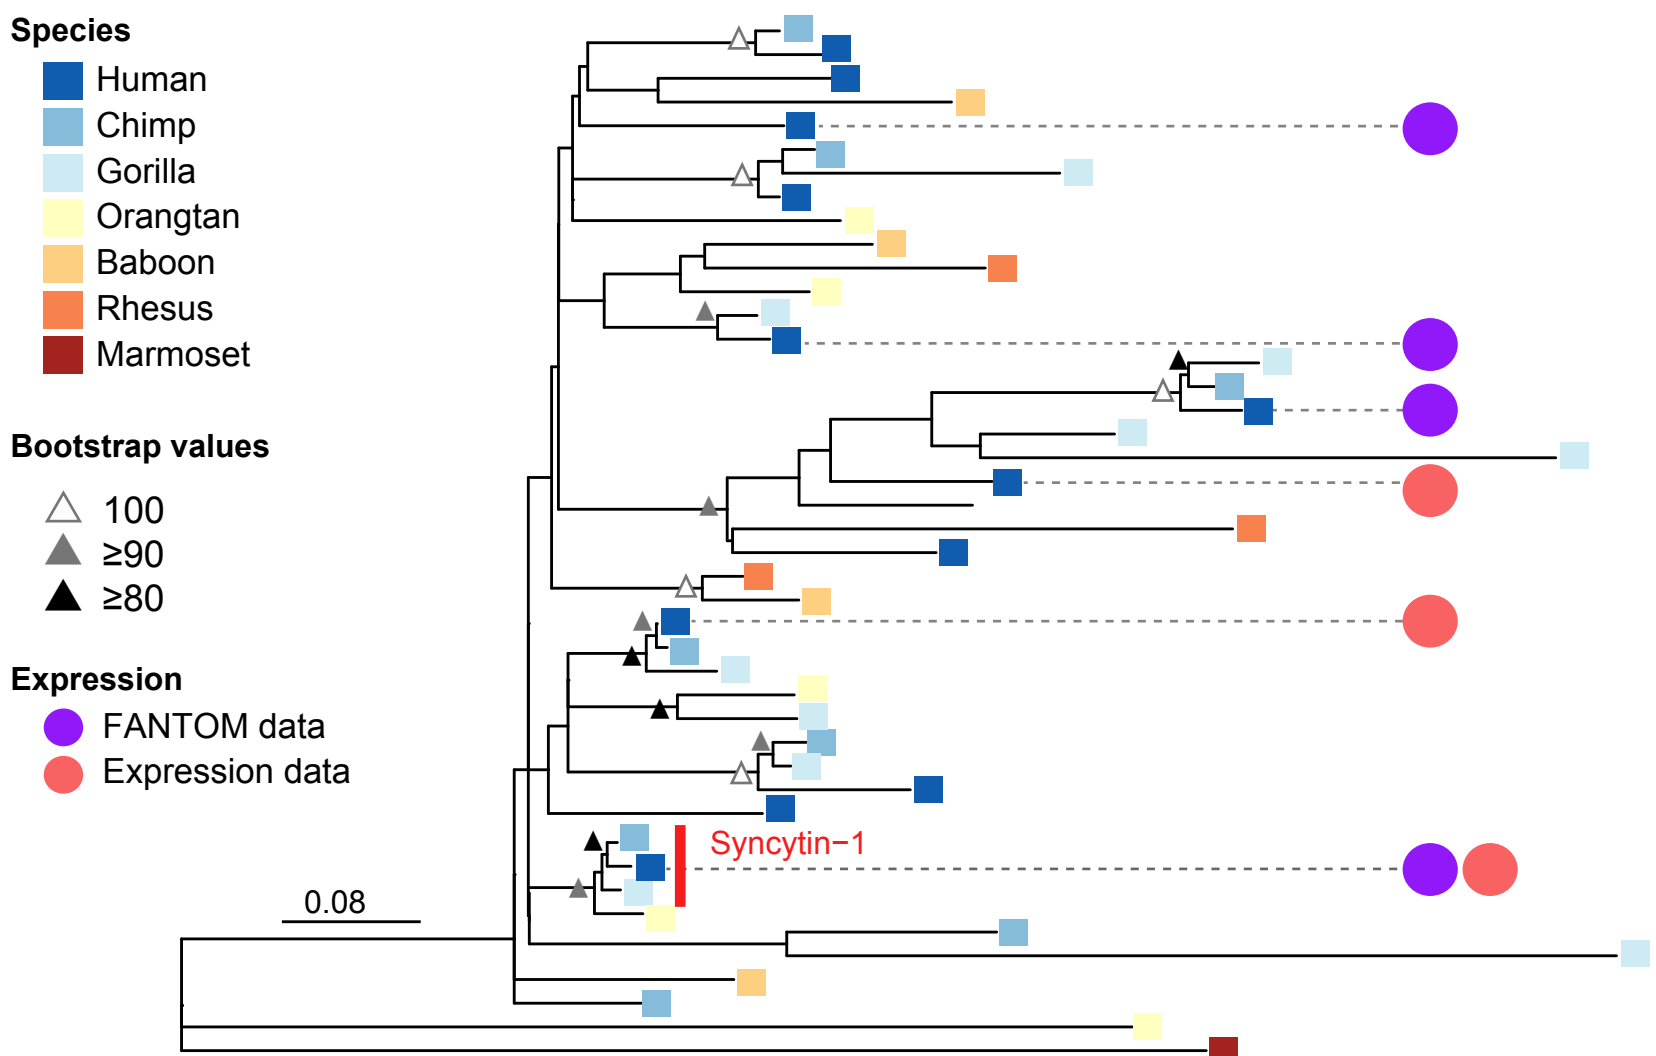 Species
Human
Chimp
Gorilla
Orangtan
Baboon
Rhesus
Marmoset
Bootstrap values
100
≥90
≥80
Expression
FANTOM data
Expression data
Syncytin−1
0.08